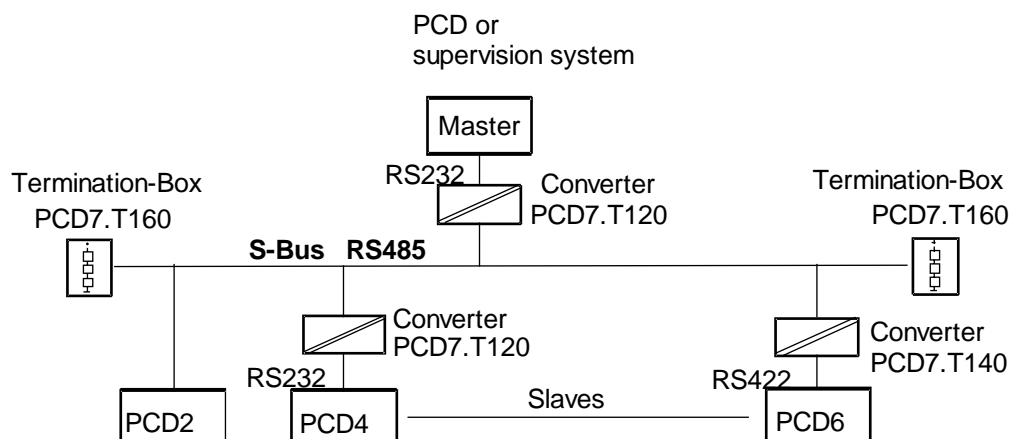 PCD or
supervision system
Master
RS232
Converter
PCD7.T120
Termination-Box
PCD7.T160
Termination-Box
PCD7.T160
S-Bus RS485
Converter
PCD7.T120
Converter
PCD7.T140
RS232
RS422
Slaves
PCD2
PCD4
PCD6